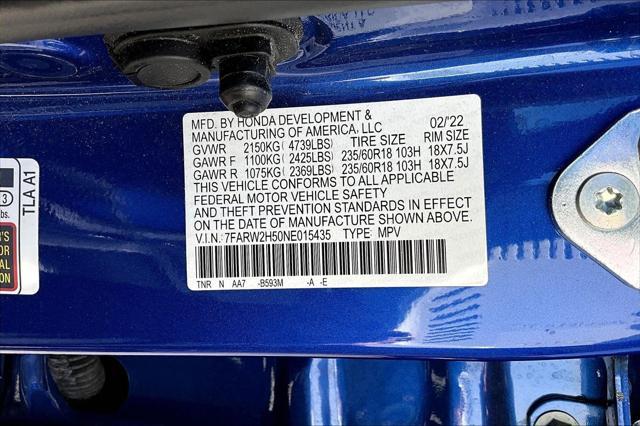 MFD. BY HONDA DEVELOPMENT & 02/'22
MANUFACTURING OF AMERICA, LLC
GVWR 2150KG( 4739LBS) TIRE SIZE RIM SIZE
GAWR F 1100KG( 2425LBS) 235/60R18 103H 18X7.5J
GAWR R 1075KG( 2369LBS) 235/60R18 103H 18X7.5J
THIS VEHICLE CONFORMS TO ALL APPLICABLE
FEDERAL MOTOR VEHICLE SAFETY
AND THEFT PREVENTION STANDARDS IN EFFECT
ON THE DATE OF MANUFACTURE SHOWN ABOVE.
V.I.N.: 7FARW2H50NE015435 TYPE: MPV
TNR N AA7 -B593M -A -E
TLA A1
3
bs.